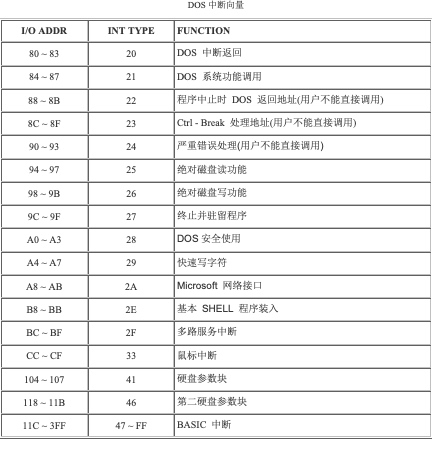 DOS 中断向量
I/O ADDR INT TYPE FUNCTION
80 ~ 83 20 DOS 中断返回
84 ~ 87 21 DOS 系统功能调用
88 ~ 8B 22 程序中止时 DOS 返回地址(用户不能直接调用)
8C ~ 8F 23 Ctrl - Break 处理地址(用户不能直接调用)
90 ~ 93 24 严重错误处理(用户不能直接调用)
94 ~ 97 25 绝对磁盘读功能
98 ~ 9B 26 绝对磁盘写功能
9C ~ 9F 27 终止并驻留程序
A0 ~ A3 28 DOS 安全使用
A4 ~ A7 29 快速写字符
A8 ~ AB 2A Microsoft 网络接口
B8 ~ BB 2E 基本 SHELL 程序装入
BC ~ BF 2F 多路服务中断
CC ~ CF 33 鼠标中断
104 ~ 107 41 硬盘参数块
118 ~ 11B 46 第二硬盘参数块
11C ~ 3FF 47 ~ FF BASIC 中断